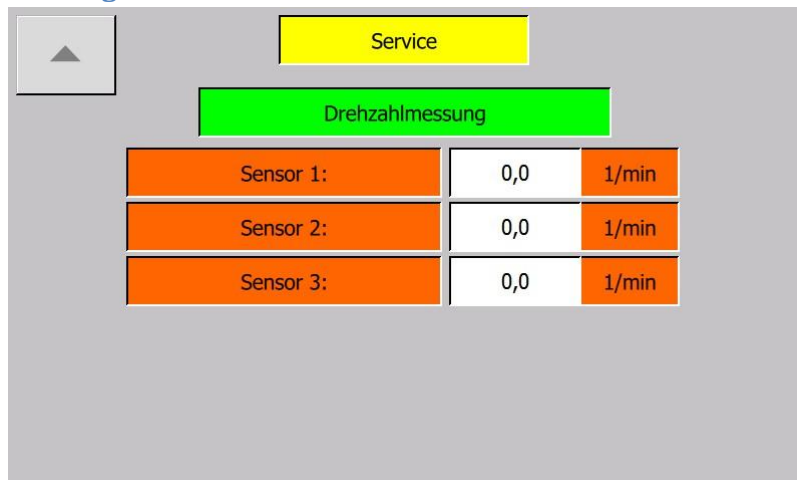 Service
Drehzahlmessung
Sensor 1: 0,0 1/min
Sensor 2: 0,0 1/min
Sensor 3: 0,0 1/min